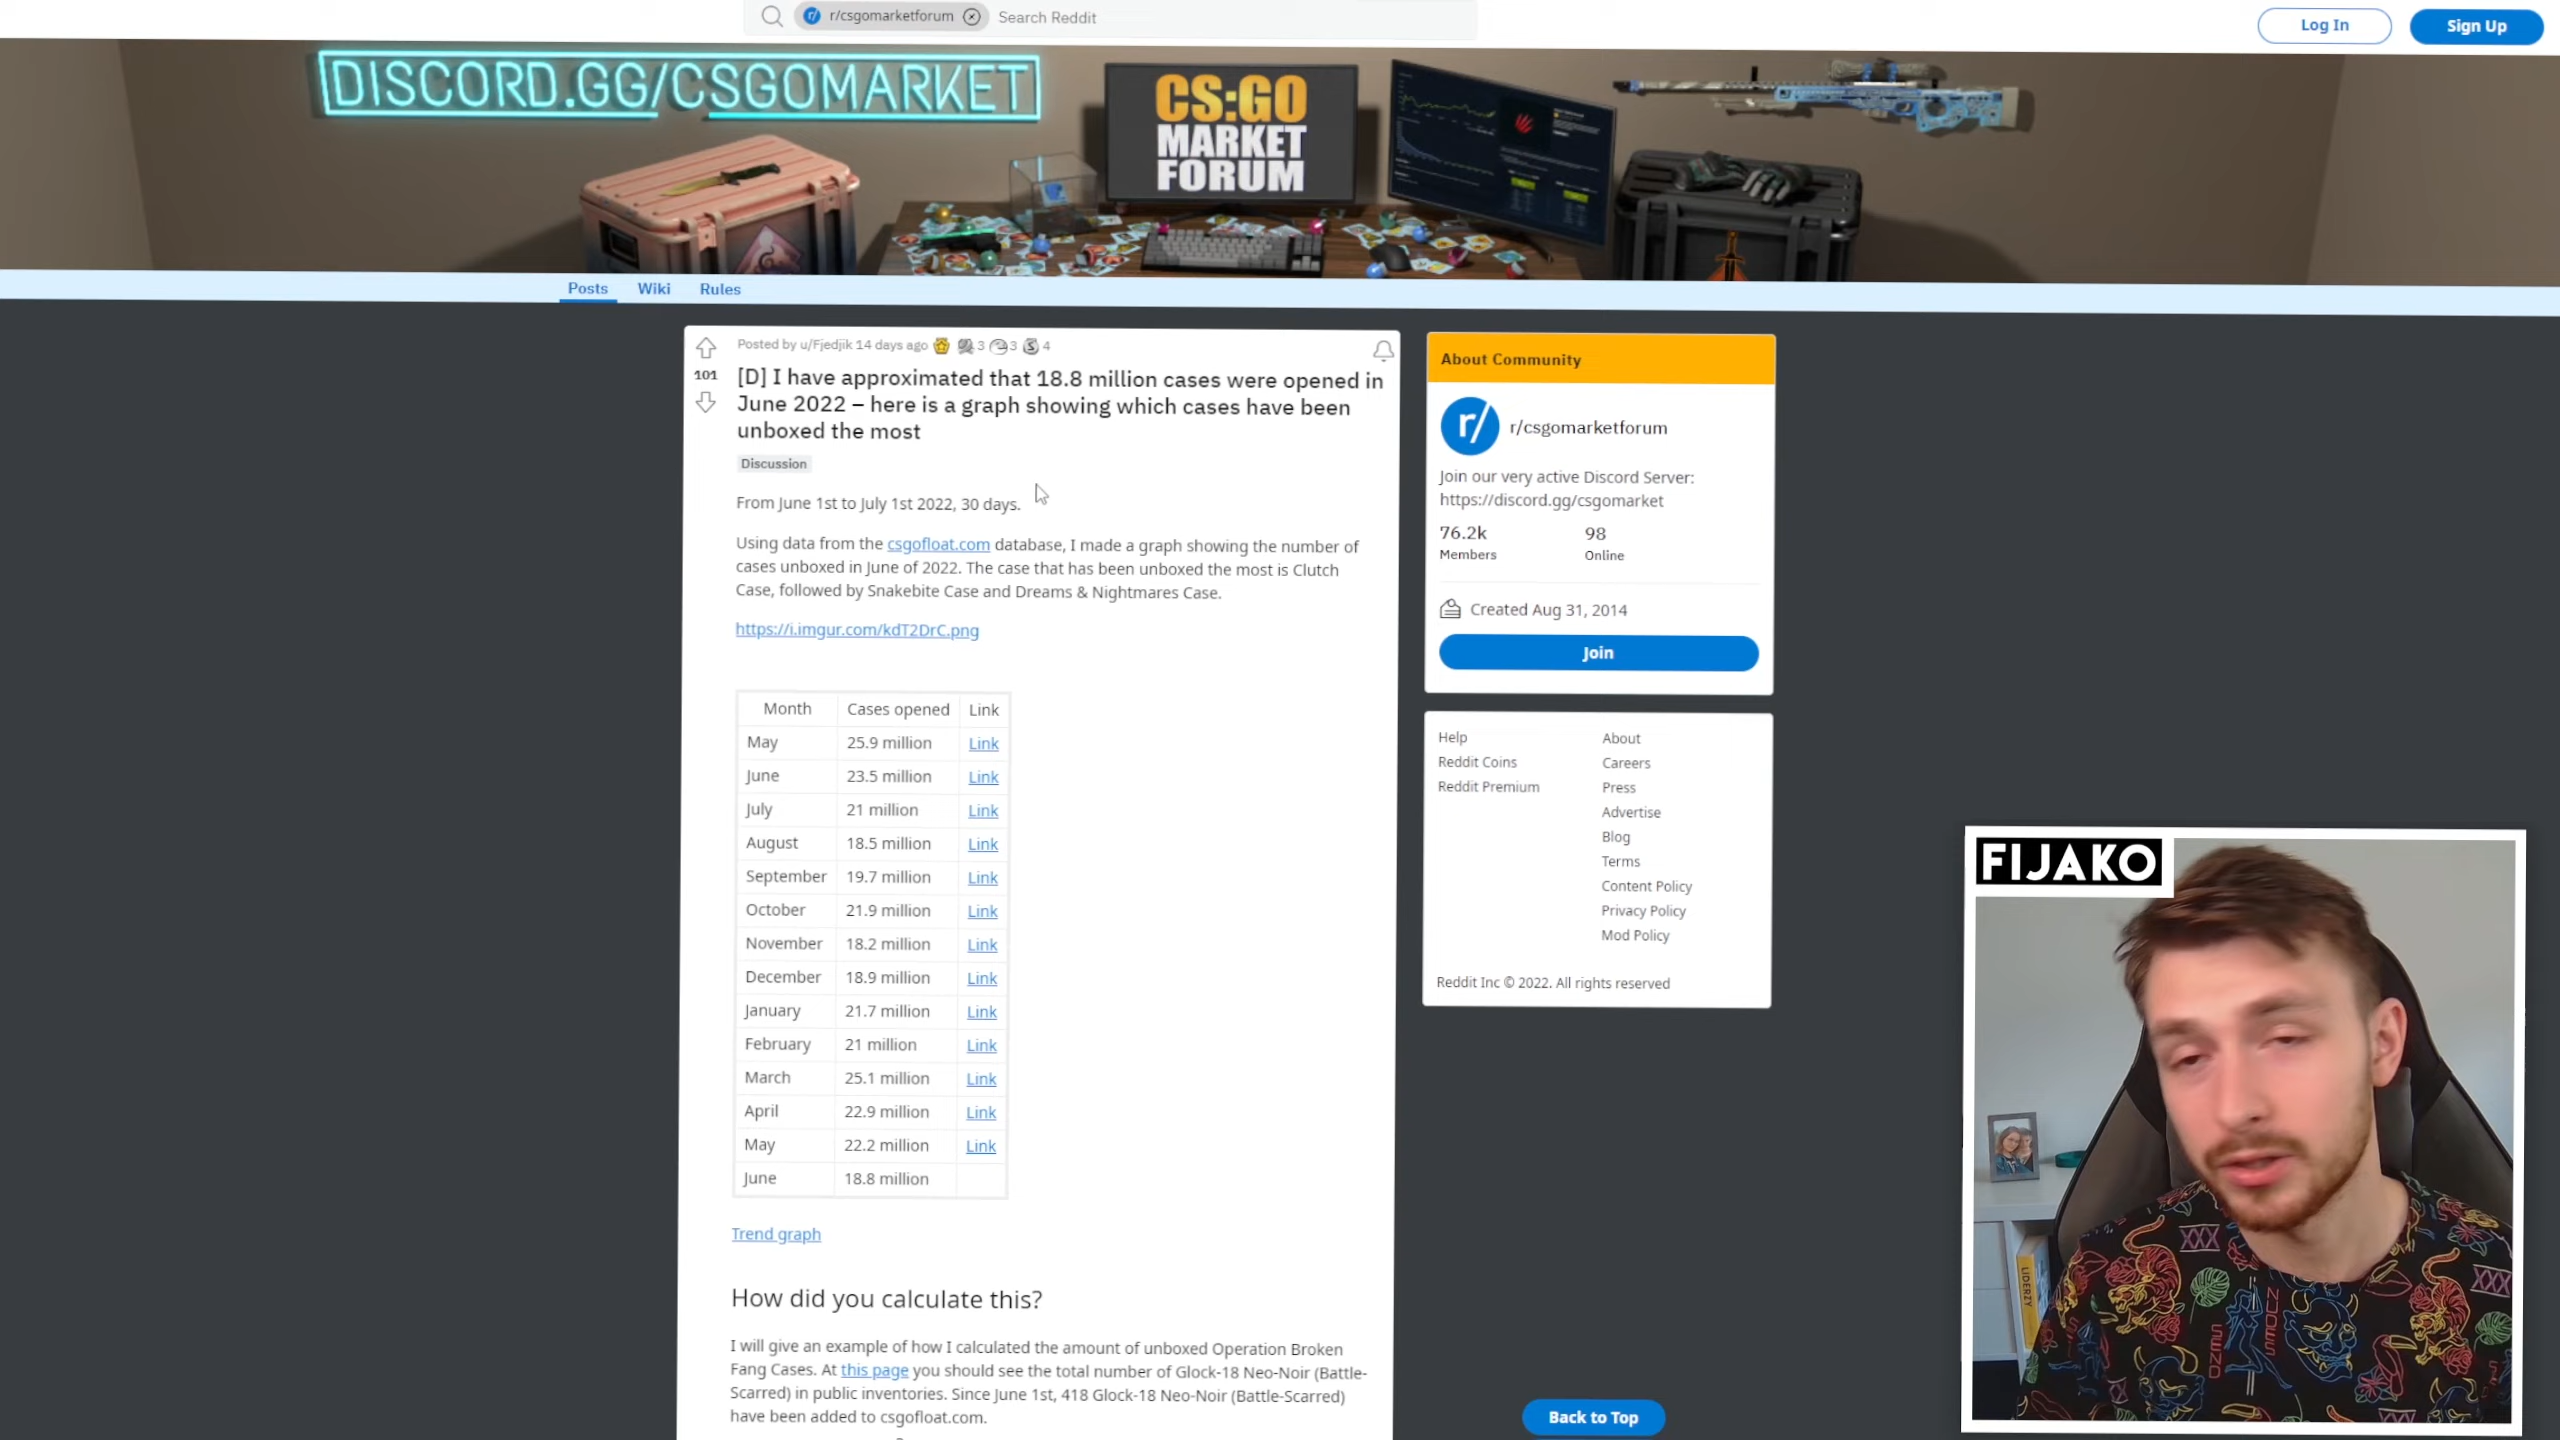 r/csgomarketforum
Search Reddit
Log In
Sign Up
DISCORD.GG/CSGOMARKET
CS:GO
MARKET
FORUM
Posts
Wiki
Rules
Posted by u/Fjedjik 14 days ago
3
3
4
101
[D] I have approximated that 18.8 million cases were opened in
June 2022 – here is a graph showing which cases have been
unboxed the most
Discussion
From June 1st to July 1st 2022, 30 days.
Using data from the csgofloat.com database, I made a graph showing the number of
cases unboxed in June of 2022. The case that has been unboxed the most is Clutch
Case, followed by Snakebite Case and Dreams & Nightmares Case.
https://i.imgur.com/kdT2DrC.png
Month Cases opened Link
May 25.9 million Link
June 23.5 million Link
July 21 million Link
August 18.5 million Link
September 19.7 million Link
October 21.9 million Link
November 18.2 million Link
December 18.9 million Link
January 21.7 million Link
February 21 million Link
March 25.1 million Link
April 22.9 million Link
May 22.2 million Link
June 18.8 million
Trend graph
How did you calculate this?
I will give an example of how I calculated the amount of unboxed Operation Broken
Fang Cases. At this page you should see the total number of Glock-18 Neo-Noir (Battle-
Scarred) in public inventories. Since June 1st, 418 Glock-18 Neo-Noir (Battle-Scarred)
have been added to csgofloat.com.
About Community
r/
r/csgomarketforum
Join our very active Discord Server:
https://discord.gg/csgomarket
76.2k
98
Members
Online
Created Aug 31, 2014
Join
Help
About
Reddit Coins
Careers
Reddit Premium
Press
Advertise
Blog
Terms
Content Policy
Privacy Policy
Mod Policy
Reddit Inc © 2022. All rights reserved
Back to Top
FIJAKO
LIDERZY
XXX
XXX
SEND
NUDES